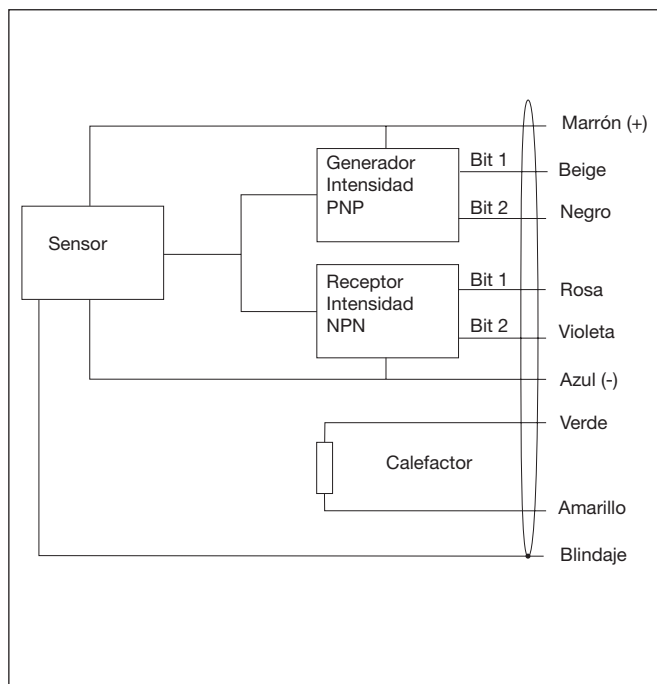 Marrón (+)
Generador
Intensidad
PNP
Bit 1
Beige
Bit 2
Negro
Sensor
Receptor
Intensidad
NPN
Bit 1
Rosa
Bit 2
Violeta
Azul (-)
Verde
Calefactor
Amarillo
Blindaje